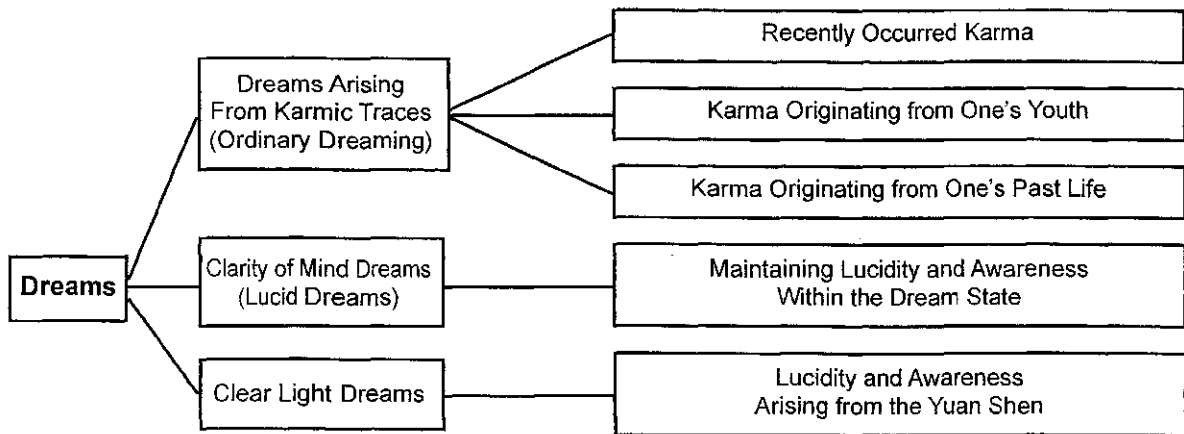 Dreams
Dreams Arising
From Karmic Traces
(Ordinary Dreaming)
Recently Occurred Karma
Karma Originating from One's Youth
Karma Originating from One's Past Life
Clarity of Mind Dreams
(Lucid Dreams)
Maintaining Lucidity and Awareness
Within the Dream State
Clear Light Dreams
Lucidity and Awareness
Arising from the Yuan Shen